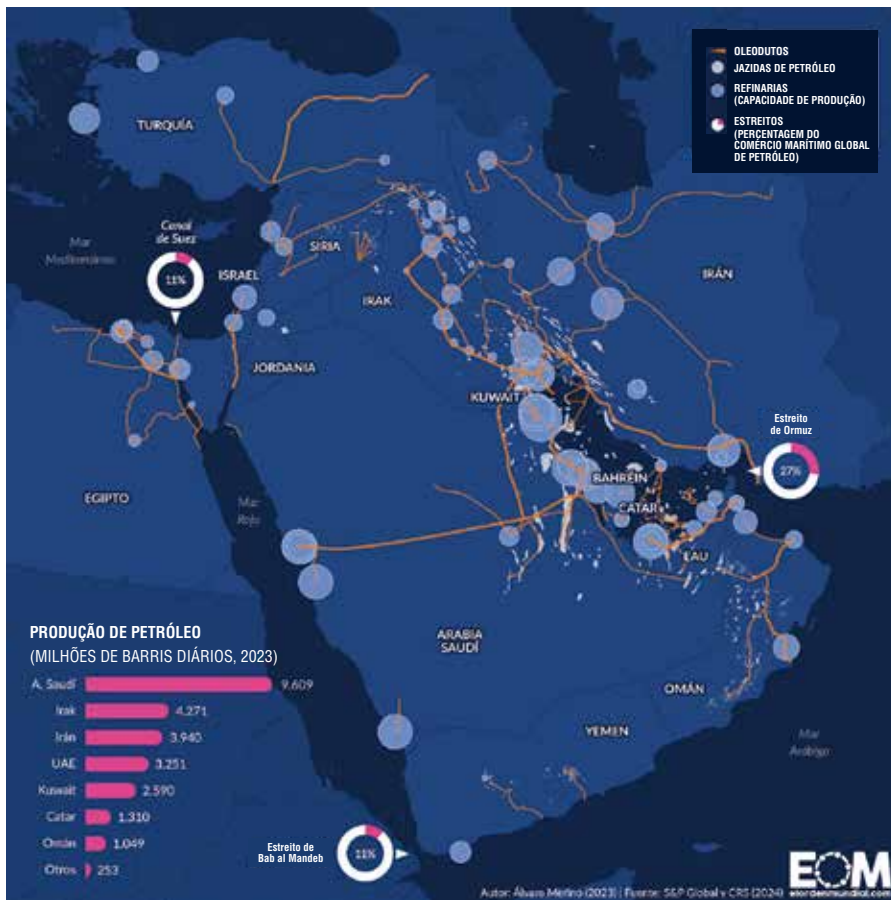 OLEODUTOS
JAZIDAS DE PETRÓLEO
REFINARIAS
(CAPACIDADE DE PRODUÇÃO)
ESTREITOS
(PERCENTAGEM DO
COMÉRCIO MARÍTIMO GLOBAL
DE PETRÓLEO)
TURQUÍA
Canal
de Suez
11%
Mar
Mediterráneo
ISRAEL
SIRIA
IRAK
IRÁN
JORDANIA
KUWAIT
Estreito
de Ormuz
27%
BAHREIN
CATAR
EAU
EGIPTO
Mar
Rojo
ARABIA
SAUDÍ
OMÁN
YEMEN
Mar
Arábigo
PRODUÇÃO DE PETRÓLEO
(MILHÕES DE BARRIS DIÁRIOS, 2023)
A. Saudí 9.609
Irak 4.271
Irán 3.940
UAE 3.251
Kuwait 2.590
Catar 1.310
Omán 1.049
Otros 253
Estreito de
Bab al Mandeb
11%
EOM
elordenmundial.com
Autor: Álvaro Merino (2023) | Fuente: S&P Global y CRS (2024)